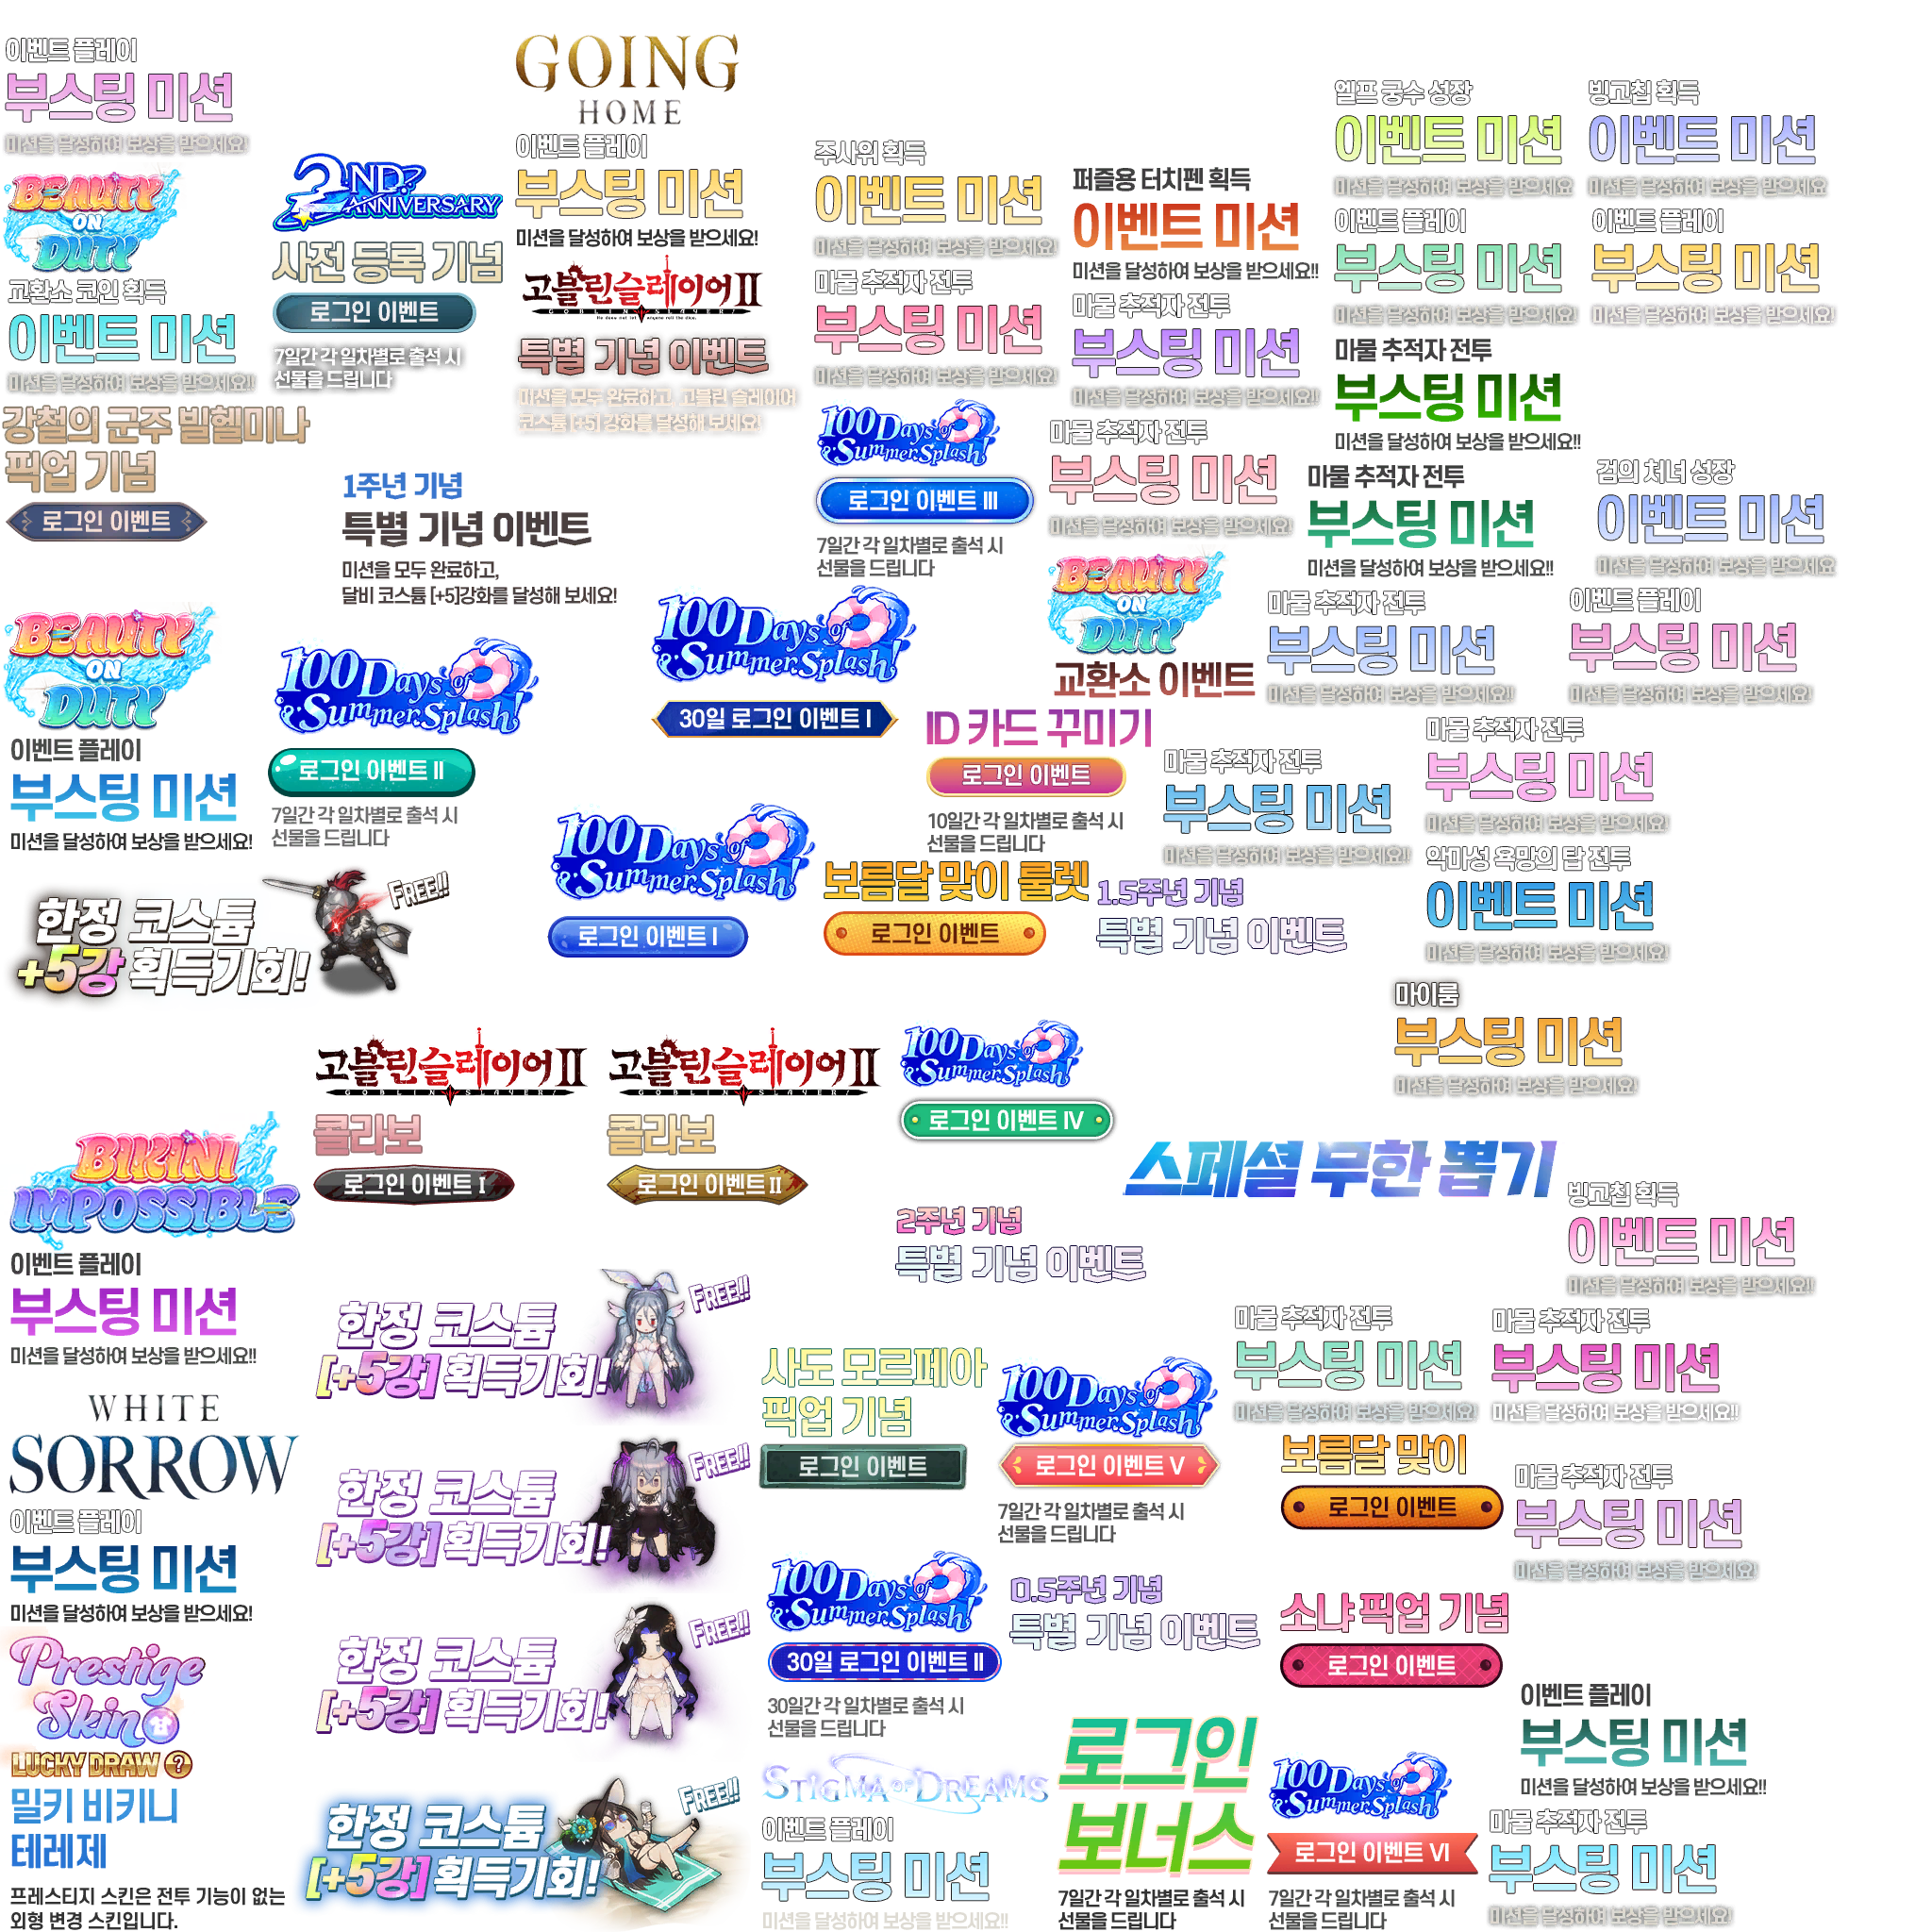 이벤트 플레이
부스팅 미션
미션을 달성하여 보상을 받으세요!
BEAUTY
ON
DUTY
교환소 코인 획득
이벤트 미션
미션을 달성하여 보상을 받으세요!!
강철의 군주 빌헬미나
픽업 기념
로그인 이벤트
2ND
ANNIVERSARY
사전 등록 기념
로그인 이벤트
7일간 각 일차별로 출석 시
선물을 드립니다
GOING
HOME
이벤트 플레이
부스팅 미션
미션을 달성하여 보상을 받으세요!
고블린슬레이어 II
GOBLIN SLAYER!
He does not let anyone roll the dice.
특별 기념 이벤트
미션을 모두 완료하고, 고블린 슬레이어
코스튬 [+5] 강화를 달성해 보세요!
주사위 획득
이벤트 미션
미션을 달성하여 보상을 받으세요!
마물 추적자 전투
부스팅 미션
미션을 달성하여 보상을 받으세요!
퍼즐용 터치펜 획득
이벤트 미션
미션을 달성하여 보상을 받으세요!!
마물 추적자 전투
부스팅 미션
미션을 달성하여 보상을 받으세요!!
엘프 궁수 성장
이벤트 미션
미션을 달성하여 보상을 받으세요
빙고칩 획득
이벤트 미션
미션을 달성하여 보상을 받으세요
이벤트 플레이
부스팅 미션
미션을 달성하여 보상을 받으세요!
이벤트 플레이
부스팅 미션
미션을 달성하여 보상을 받으세요!
마물 추적자 전투
부스팅 미션
미션을 달성하여 보상을 받으세요!!
1주년 기념
특별 기념 이벤트
미션을 모두 완료하고,
달비 코스튬 [+5]강화를 달성해 보세요!
100 Days of
Summer Splash!
로그인 이벤트 III
7일간 각 일차별로 출석 시
선물을 드립니다
마물 추적자 전투
부스팅 미션
미션을 달성하여 보상을 받으세요!
마물 추적자 전투
부스팅 미션
미션을 달성하여 보상을 받으세요!!
검의 처녀 성장
이벤트 미션
미션을 달성하여 보상을 받으세요
BEAUTY
ON
DUTY
이벤트 플레이
부스팅 미션
미션을 달성하여 보상을 받으세요!
100 Days of
Summer Splash!
로그인 이벤트 II
7일간 각 일차별로 출석 시
선물을 드립니다
100 Days of
Summer Splash!
30일 로그인 이벤트 I
BEAUTY
ON
DUTY
교환소 이벤트
마물 추적자 전투
부스팅 미션
미션을 달성하여 보상을 받으세요!!
이벤트 플레이
부스팅 미션
미션을 달성하여 보상을 받으세요!
ID 카드 꾸미기
로그인 이벤트
10일간 각 일차별로 출석 시
선물을 드립니다
마물 추적자 전투
부스팅 미션
미션을 달성하여 보상을 받으세요!!
마물 추적자 전투
부스팅 미션
미션을 달성하여 보상을 받으세요!
100 Days of
Summer Splash!
로그인 이벤트 I
보름달 맞이 룰렛
로그인 이벤트
1.5주년 기념
특별 기념 이벤트
악마성 욕망의 탑 전투
이벤트 미션
미션을 달성하여 보상을 받으세요!
한정 코스튬
+5강 획득기회!
FREE!!
마이룸
부스팅 미션
미션을 달성하여 보상을 받으세요!
고블린슬레이어 II
GOBLIN SLAYER!
콜라보
로그인 이벤트 I
고블린슬레이어 II
GOBLIN SLAYER!
콜라보
로그인 이벤트 II
100 Days of
Summer Splash!
로그인 이벤트 IV
스페셜 무한 뽑기
BIKINI
IMPOSSIBLE
이벤트 플레이
부스팅 미션
미션을 달성하여 보상을 받으세요!!
2주년 기념
특별 기념 이벤트
빙고칩 획득
이벤트 미션
미션을 달성하여 보상을 받으세요!!
한정 코스튬
[+5강] 획득기회!
FREE!!
사도 모르페아
픽업 기념
로그인 이벤트
100 Days of
Summer Splash!
로그인 이벤트 V
7일간 각 일차별로 출석 시
선물을 드립니다
마물 추적자 전투
부스팅 미션
미션을 달성하여 보상을 받으세요!
마물 추적자 전투
부스팅 미션
미션을 달성하여 보상을 받으세요!!
WHITE
SORROW
이벤트 플레이
부스팅 미션
미션을 달성하여 보상을 받으세요!
한정 코스튬
[+5강] 획득기회!
FREE!!
보름달 맞이
로그인 이벤트
마물 추적자 전투
부스팅 미션
미션을 달성하여 보상을 받으세요!
100 Days of
Summer Splash!
30일 로그인 이벤트 II
30일간 각 일차별로 출석 시
선물을 드립니다
0.5주년 기념
특별 기념 이벤트
소냐 픽업 기념
로그인 이벤트
Prestige
Skin
LUCKY DRAW ?
밀키 비키니
테레제
프레스티지 스킨은 전투 기능이 없는
외형 변경 스킨입니다.
한정 코스튬
[+5강] 획득기회!
FREE!!
한정 코스튬
[+5강] 획득기회!
FREE!!
STIGMA OF DREAMS
이벤트 플레이
부스팅 미션
미션을 달성하여 보상을 받으세요!!
로그인
보너스
7일간 각 일차별로 출석 시
선물을 드립니다
100 Days of
Summer Splash!
로그인 이벤트 VI
7일간 각 일차별로 출석 시
선물을 드립니다
이벤트 플레이
부스팅 미션
미션을 달성하여 보상을 받으세요!!
마물 추적자 전투
부스팅 미션
미션을 달성하여 보상을 받으세요!